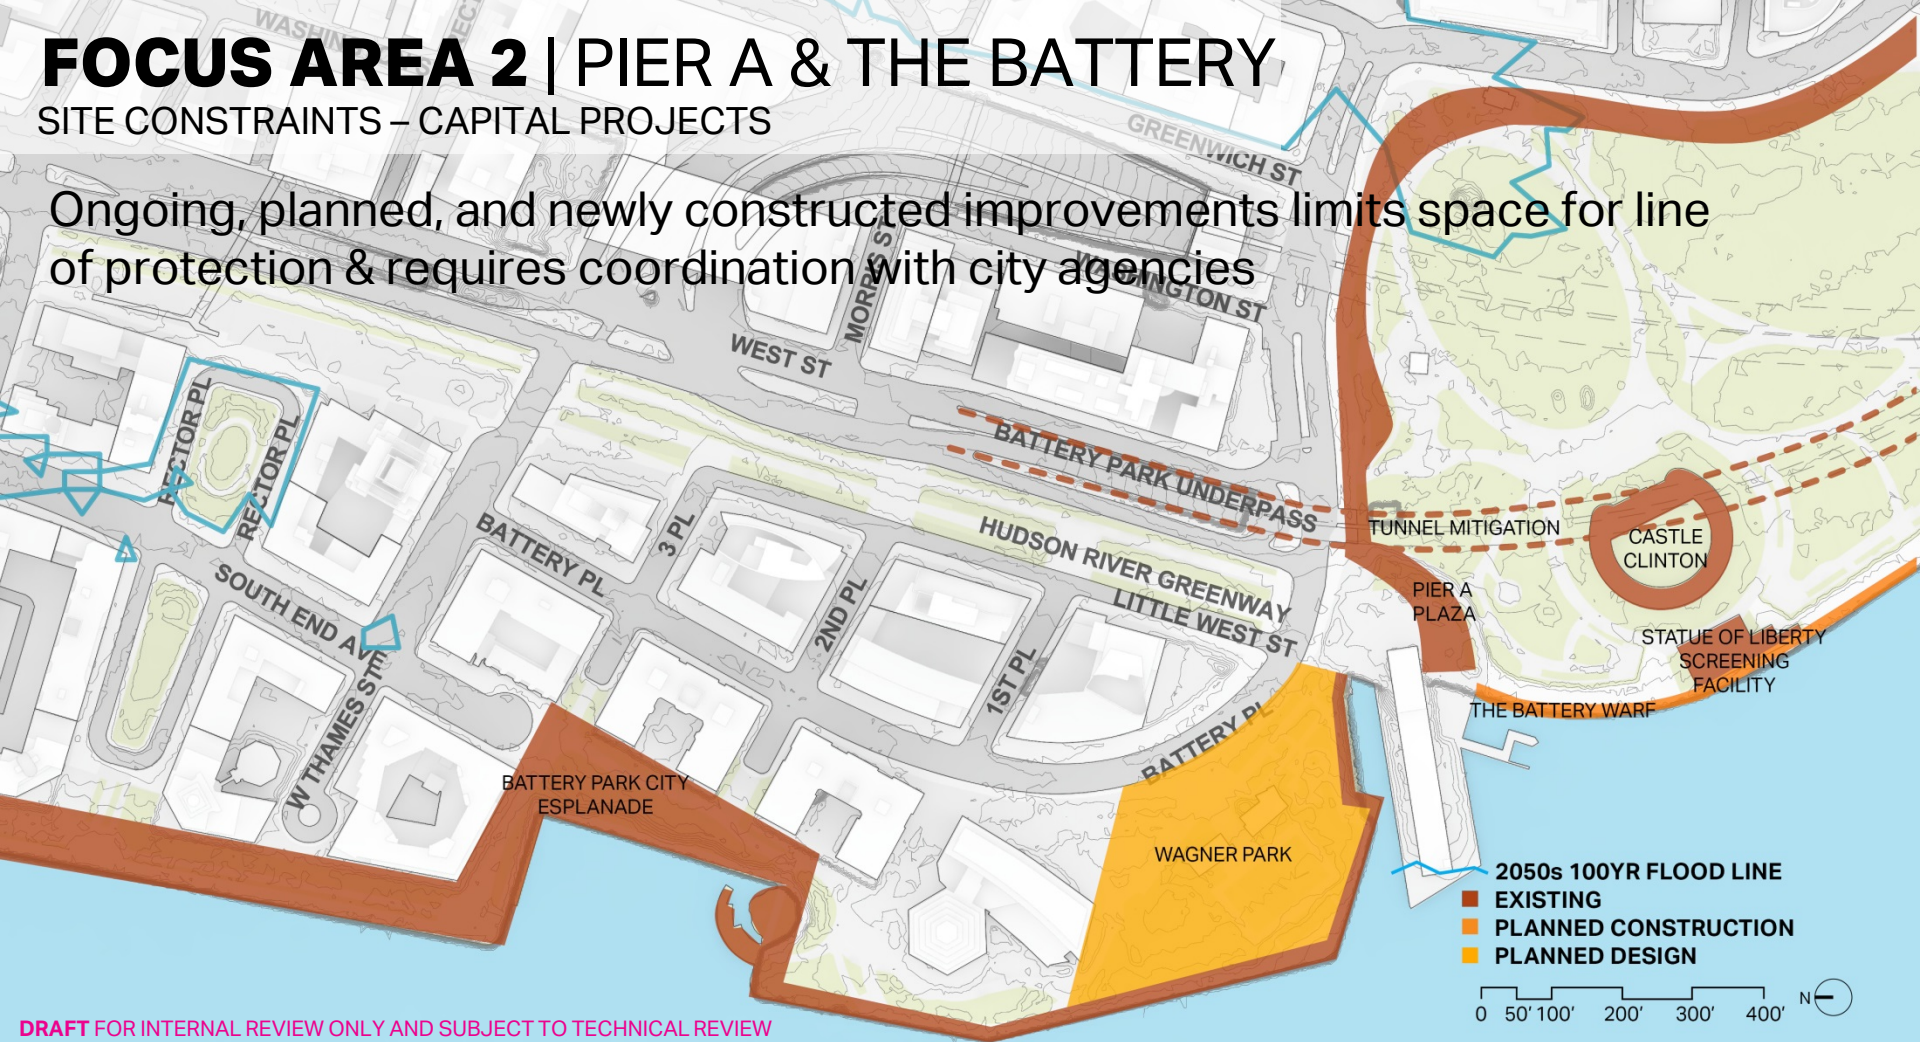 FOCUS AREA 2 | PIER A & THE BATTERY
SITE CONSTRAINTS – CAPITAL PROJECTS
Ongoing, planned, and newly constructed improvements limits space for line
of protection & requires coordination with city agencies
GREENWICH ST
MORRIS ST
WASHINGTON ST
WEST ST
RECTOR PL
RECTOR PL
BATTERY PARK UNDERPASS
TUNNEL MITIGATION
CASTLE
CLINTON
BATTERY PL
3 PL
HUDSON RIVER GREENWAY
LITTLE WEST ST
PIER A
PLAZA
SOUTH END AVE
2ND PL
1ST PL
STATUE OF LIBERTY
SCREENING
FACILITY
THE BATTERY WARF
W THAMES ST
BATTERY PL
BATTERY PARK CITY
ESPLANADE
WAGNER PARK
2050s 100YR FLOOD LINE
EXISTING
PLANNED CONSTRUCTION
PLANNED DESIGN
0 50' 100' 200' 300' 400'
N
DRAFT FOR INTERNAL REVIEW ONLY AND SUBJECT TO TECHNICAL REVIEW